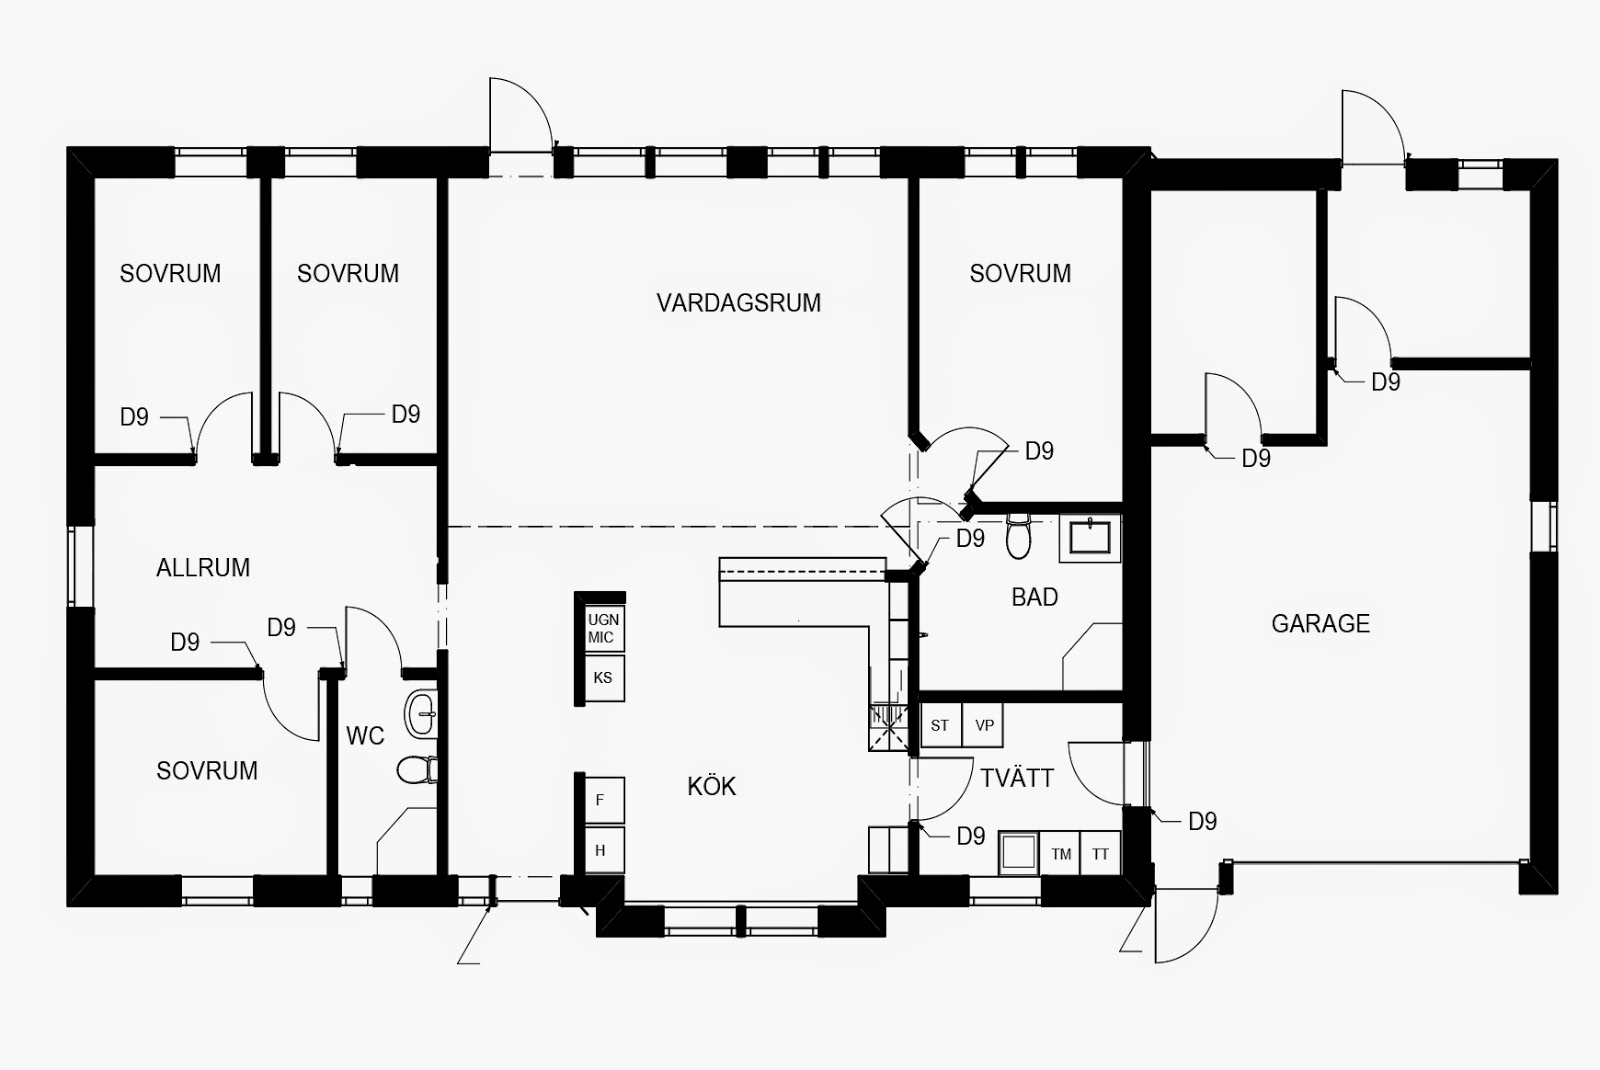 SOVRUM
SOVRUM
VARDAGSRUM
SOVRUM
D9
D9
D9
D9
D9
D9
ALLRUM
BAD
GARAGE
UGN
MIC
KS
D9
D9
WC
SOVRUM
KÖK
ST
VP
TVÄTT
F
H
D9
TM
TT
D9